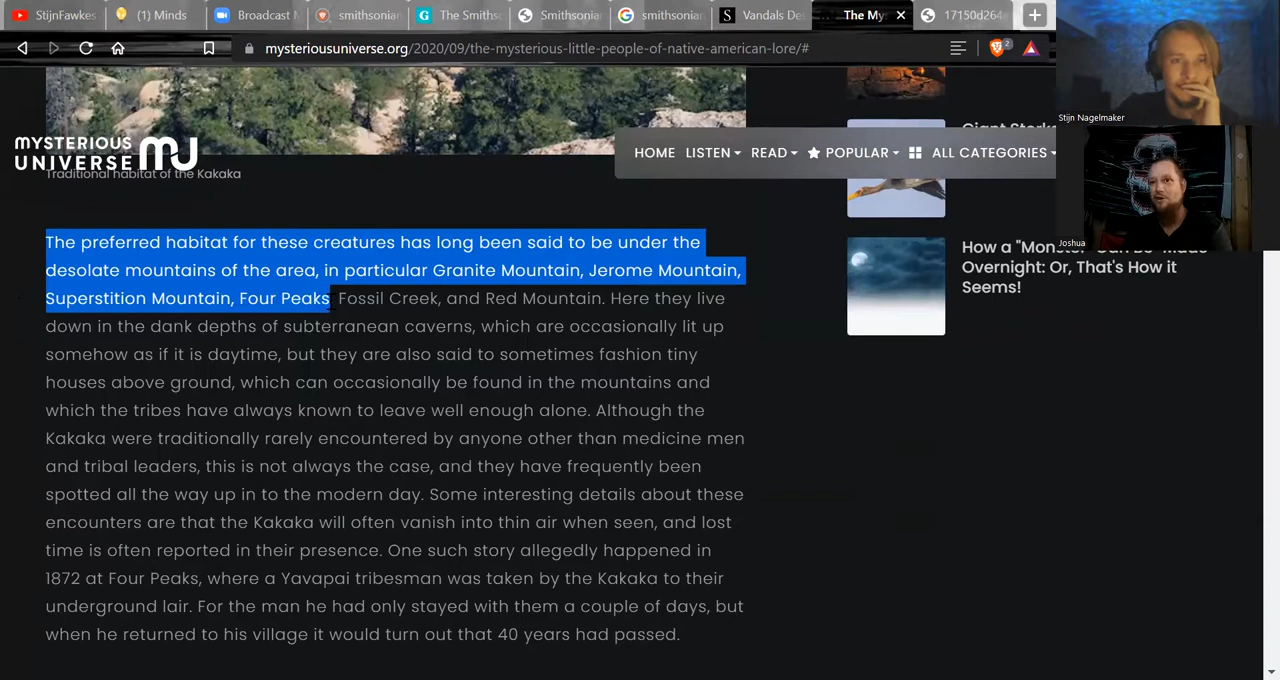 StijnFawkes
(1) Minds
Broadcast M
smithsonian
The Smiths
Smithsonia
smithsonian
Vandals Des
The My
17150d264
mysteriousuniverse.org/2020/09/the-mysterious-little-people-of-native-american-lore/#
2
Stijn Nagelmaker
MYSTERIOUS
UNIVERSE
HOME LISTEN READ POPULAR ALL CATEGORIES
Traditional habitat of the Kakaka
Joshua
The preferred habitat for these creatures has long been said to be under the
desolate mountains of the area, in particular Granite Mountain, Jerome Mountain,
Superstition Mountain, Four Peaks, Fossil Creek, and Red Mountain. Here they live
down in the dank depths of subterranean caverns, which are occasionally lit up
somehow as if it is daytime, but they are also said to sometimes fashion tiny
houses above ground, which can occasionally be found in the mountains and
which the tribes have always known to leave well enough alone. Although the
Kakaka were traditionally rarely encountered by anyone other than medicine men
and tribal leaders, this is not always the case, and they have frequently been
spotted all the way up in to the modern day. Some interesting details about these
encounters are that the Kakaka will often vanish into thin air when seen, and lost
time is often reported in their presence. One such story allegedly happened in
1872 at Four Peaks, where a Yavapai tribesman was taken by the Kakaka to their
underground lair. For the man he had only stayed with them a couple of days, but
when he returned to his village it would turn out that 40 years had passed.
How a "Monster" Can Be Made
Overnight: Or, That's How it
Seems!